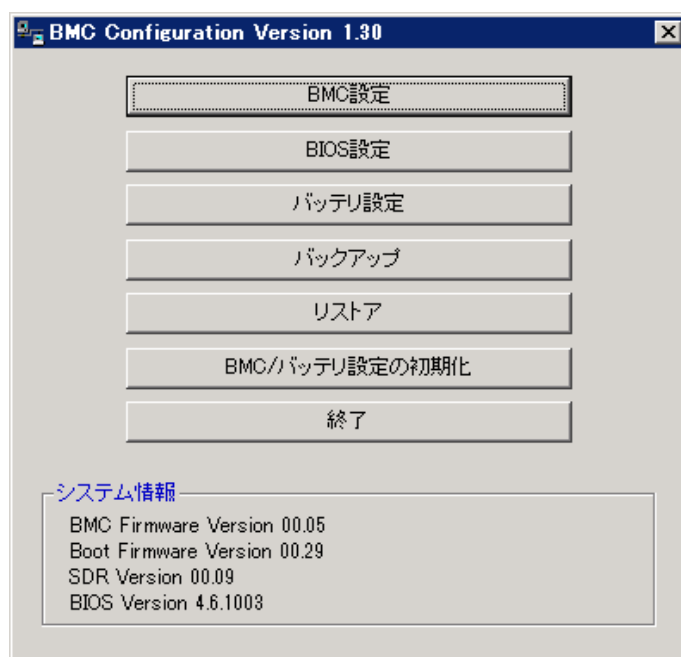 BMC Configuration Version 1.30
BMC設定
BIOS設定
バッテリ設定
バックアップ
リストア
BMC/バッテリ設定の初期化
終了
システム情報
BMC Firmware Version 00.05
Boot Firmware Version 00.29
SDR Version 00.09
BIOS Version 4.6.1003